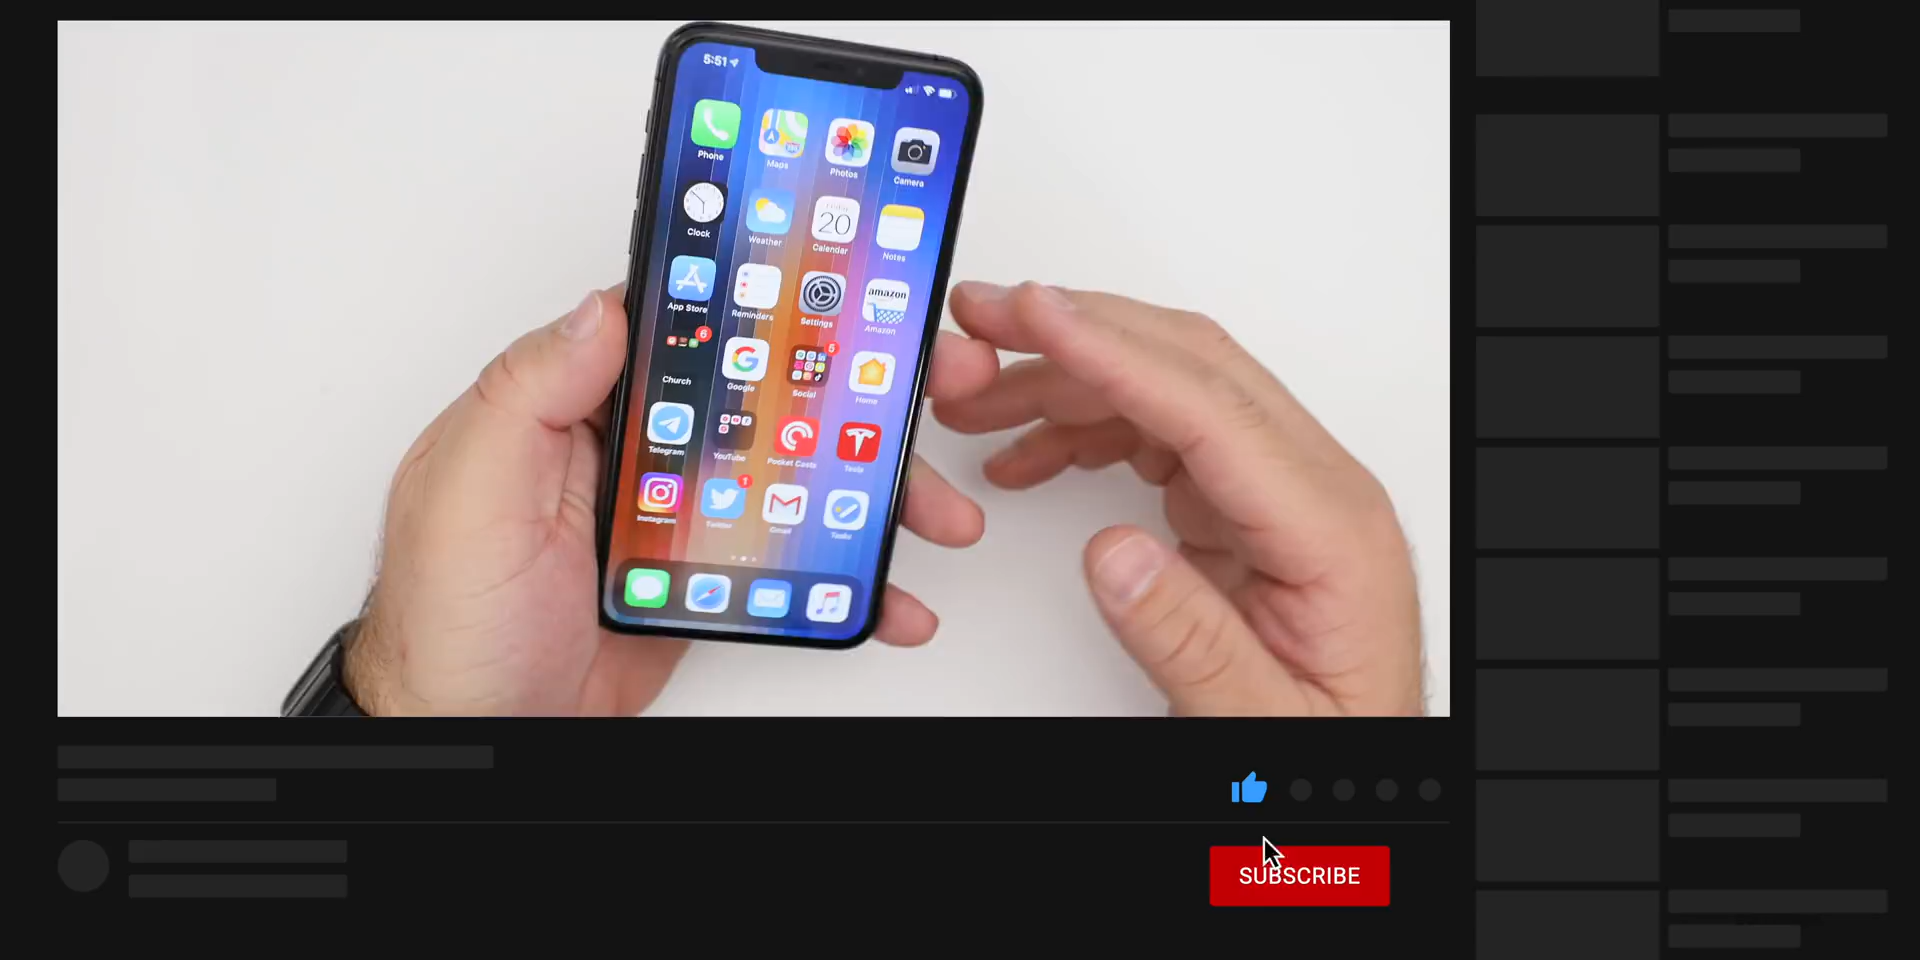 5:51
Phone
Maps
Photos
Camera
Clock
Weather
Friday
20
Calendar
Notes
App Store
Reminders
Settings
amazon
Amazon
6
Church
Google
5
Social
Home
Telegram
YouTube
Pocket Casts
Tesla
Instagram
1
Twitter
Gmail
Tasks
SUBSCRIBE